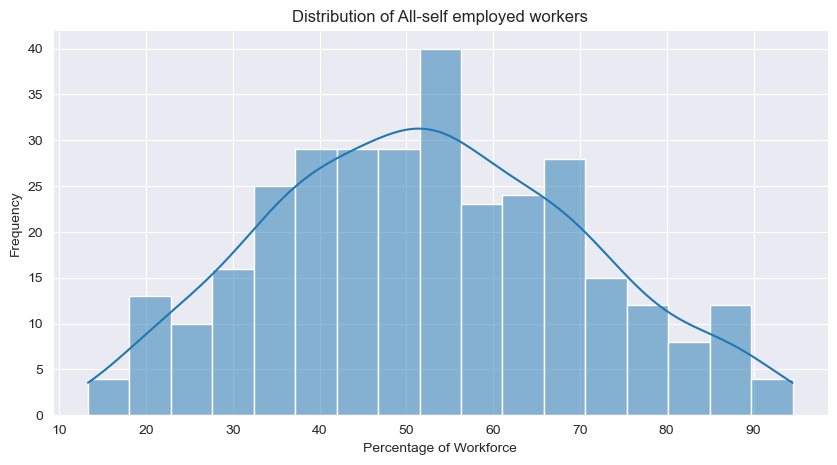 Distribution of All-self employed workers
40
35
30
25
20
15
10
5
0
Frequency
10 20 30 40 50 60 70 80 90
Percentage of Workforce